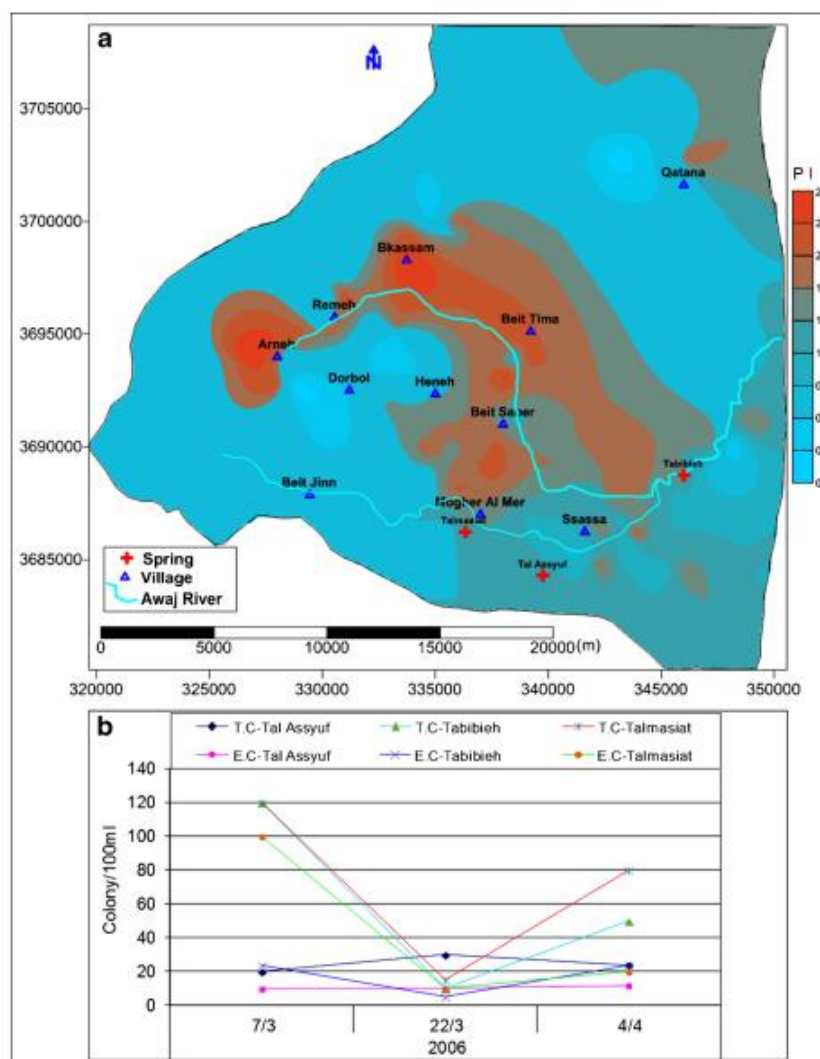 a
N
3705000
Qatana
P I
3700000
Bkassam
Remeh
Beit Tima
3695000
Arneh
Dorbol
Heneh
Beit Saber
3690000
Tabibieh
Beit Jinn
Mogher Al Mer
Ssassa
3685000
Tal Assyuf
Spring
Village
Awaj River
0 5000 10000 15000 20000 (m)
320000 325000 330000 335000 340000 345000 350000
b
T.C-Tal Assyuf T.C-Tabibieh T.C-Talmasiat
E.C-Tal Assyuf E.C-Tabibieh E.C-Talmasiat
140
120
100
80
60
40
20
0
Colony/100ml
7/3 22/3 4/4
2006